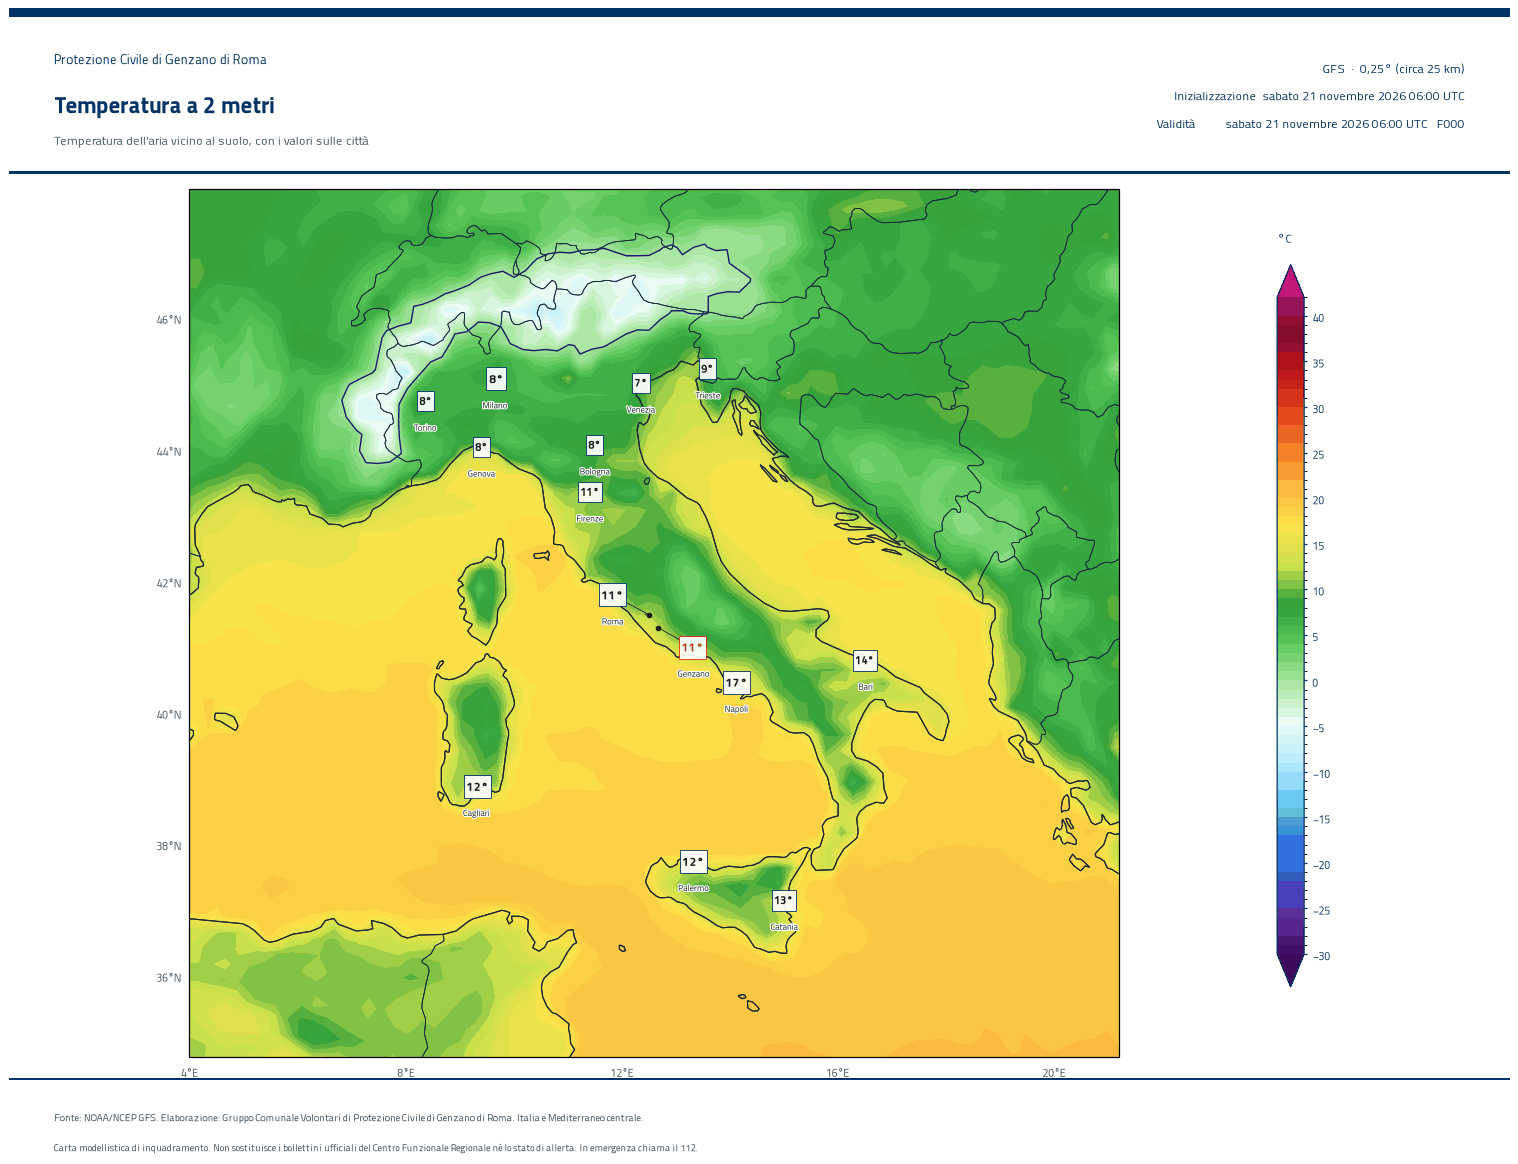 Protezione Civile di Genzano di Roma
Temperatura a 2 metri
Temperatura dell'aria vicino al suolo, con i valori sulle città
GFS · 0,25° (circa 25 km)
Inizializzazione sabato 21 novembre 2026 06:00 UTC
Validità sabato 21 novembre 2026 06:00 UTC F000
°C
40
35
30
25
20
15
10
5
0
−5
−10
−15
−20
−25
−30
46°N
44°N
42°N
40°N
38°N
36°N
4°E
8°E
12°E
16°E
20°E
9°
Trieste
8°
Milano
7°
Venezia
8°
Torino
8°
Genova
8°
Bologna
11°
Firenze
11°
Roma
11°
Genzano
14°
Bari
17°
Napoli
12°
Cagliari
12°
Palermo
13°
Catania
Fonte: NOAA/NCEP GFS. Elaborazione: Gruppo Comunale Volontari di Protezione Civile di Genzano di Roma. Italia e Mediterraneo centrale.
Carta modellistica di inquadramento. Non sostituisce i bollettini ufficiali del Centro Funzionale Regionale né lo stato di allerta. In emergenza chiama il 112.